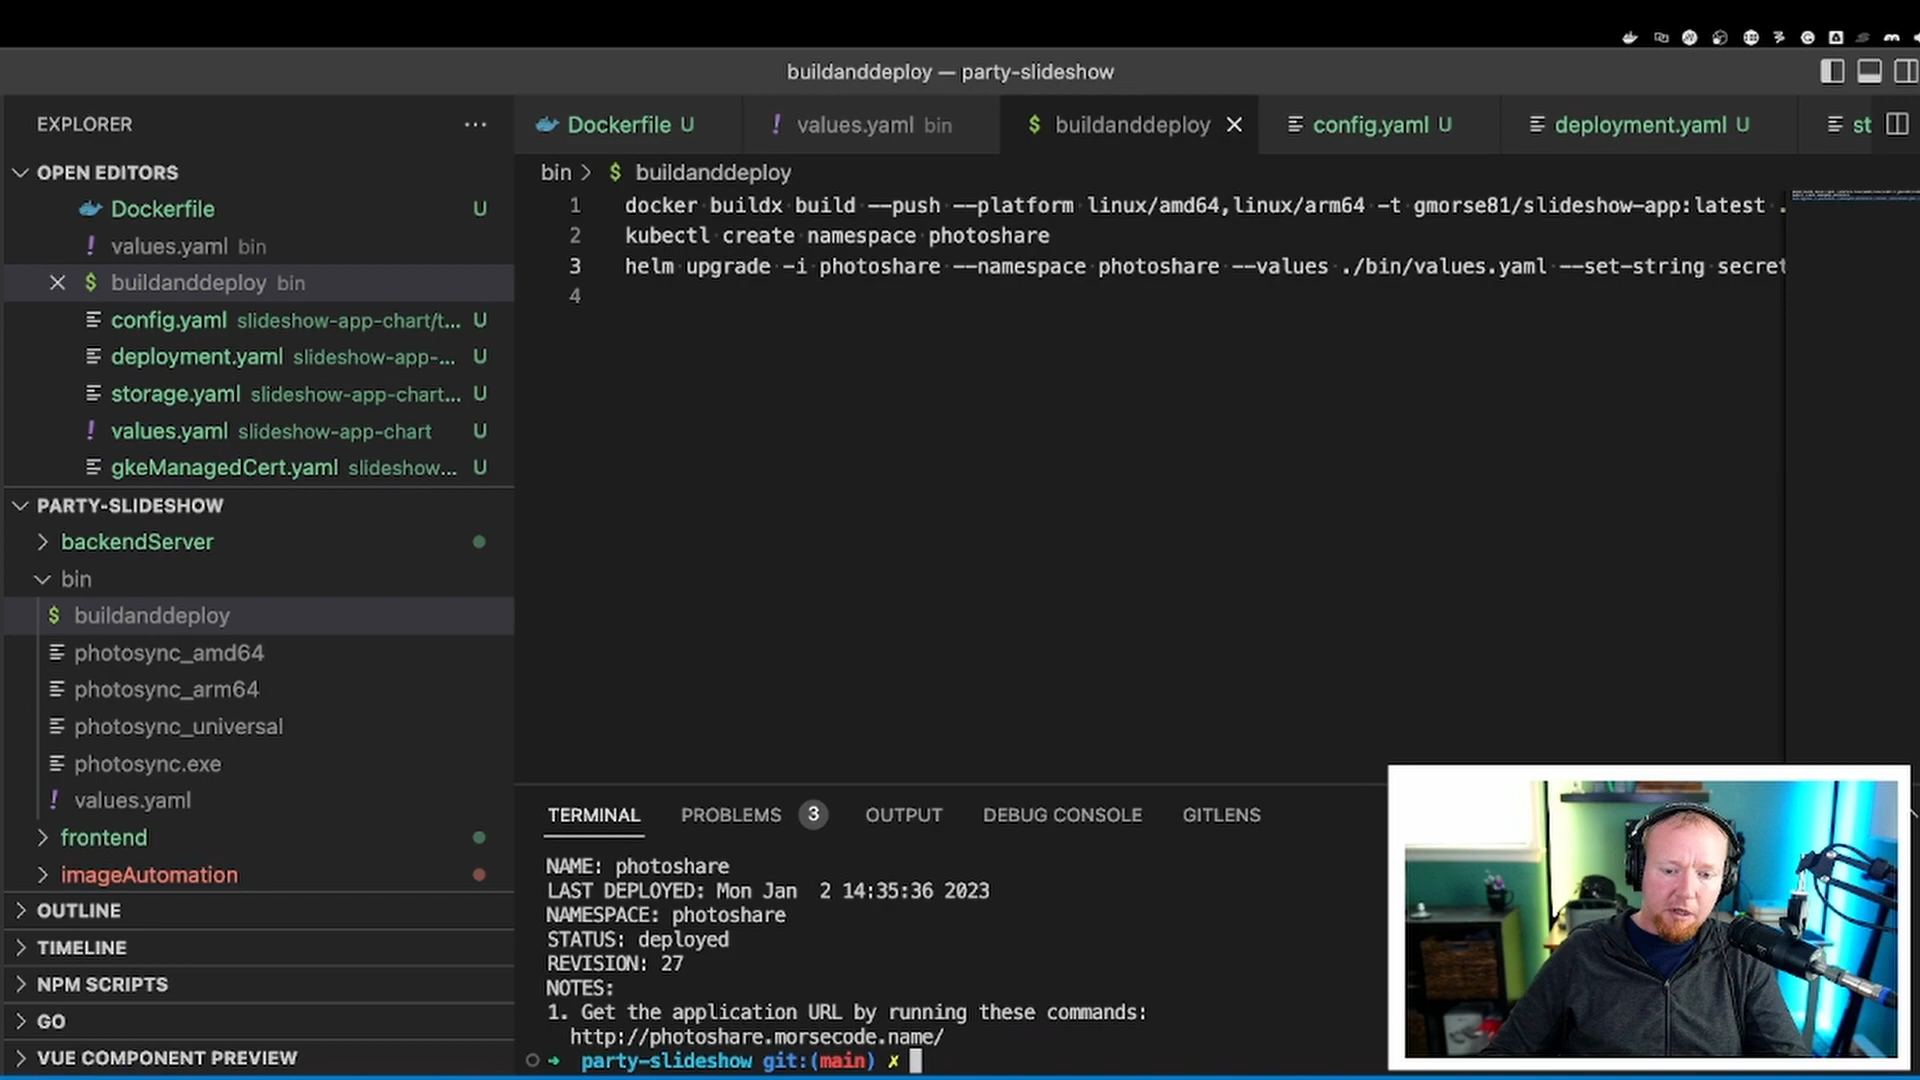 buildanddeploy — party-slideshow
EXPLORER
OPEN EDITORS
Dockerfile U
! values.yaml bin
$ buildanddeploy bin
config.yaml slideshow-app-chart/t... U
deployment.yaml slideshow-app-... U
storage.yaml slideshow-app-chart... U
! values.yaml slideshow-app-chart U
gkeManagedCert.yaml slideshow... U
PARTY-SLIDESHOW
backendServer
bin
$ buildanddeploy
photosync_amd64
photosync_arm64
photosync_universal
photosync.exe
! values.yaml
frontend
imageAutomation
OUTLINE
TIMELINE
NPM SCRIPTS
GO
VUE COMPONENT PREVIEW
Dockerfile U ! values.yaml bin $ buildanddeploy config.yaml U deployment.yaml U st
bin > $ buildanddeploy
1 docker buildx build --push --platform linux/amd64,linux/arm64 -t gmorse81/slideshow-app:latest .
2 kubectl create namespace photoshare
3 helm upgrade -i photoshare --namespace photoshare --values ./bin/values.yaml --set-string secret
4
TERMINAL PROBLEMS 3 OUTPUT DEBUG CONSOLE GITLENS
NAME: photoshare
LAST DEPLOYED: Mon Jan  2 14:35:36 2023
NAMESPACE: photoshare
STATUS: deployed
REVISION: 27
NOTES:
1. Get the application URL by running these commands:
http://photoshare.morsecode.name/
➜ party-slideshow git:(main) ✗